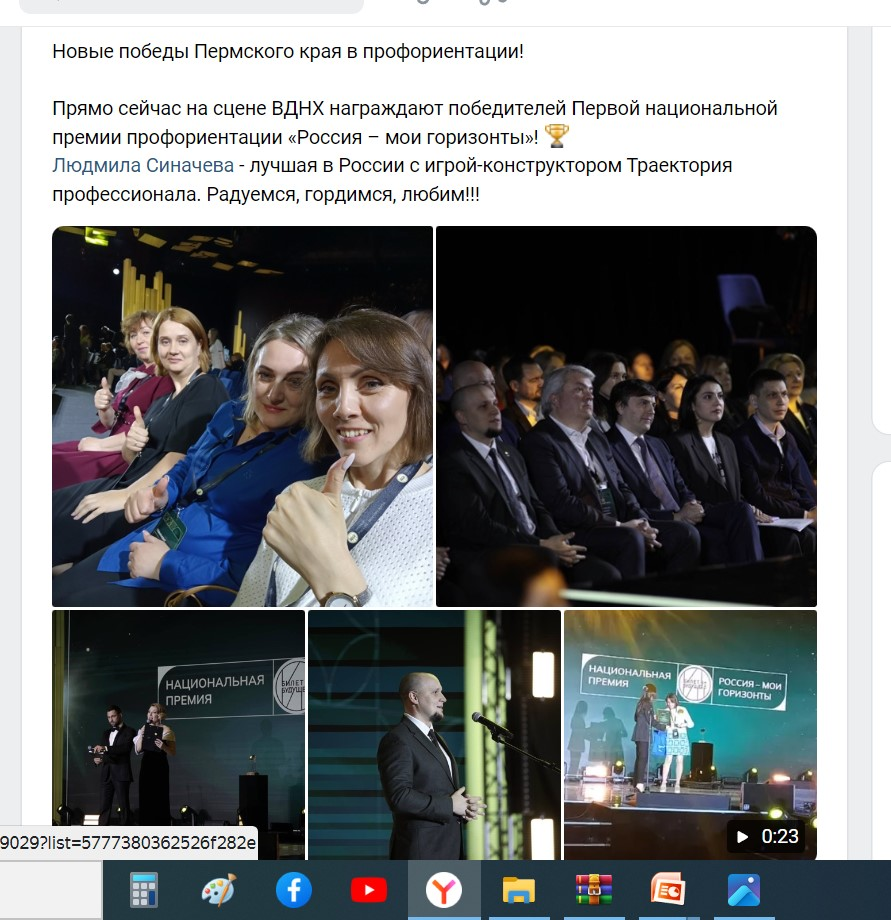 Новые победы Пермского края в профориентации!
Прямо сейчас на сцене ВДНХ награждают победителей Первой национальной
премии профориентации «Россия – мои горизонты»! 🏆
Людмила Синачева - лучшая в России с игрой-конструктором Траектория
профессионала. Радуемся, гордимся, любим!!!
НАЦИОНАЛЬНАЯ
ПРЕМИЯ
БИЛЕТ В
БУДУЩЕЕ
НАЦИОНАЛЬНАЯ
ПРЕМИЯ
РОССИЯ – МОИ
ГОРИЗОНТЫ
0:23
9029?list=5777380362526f282e